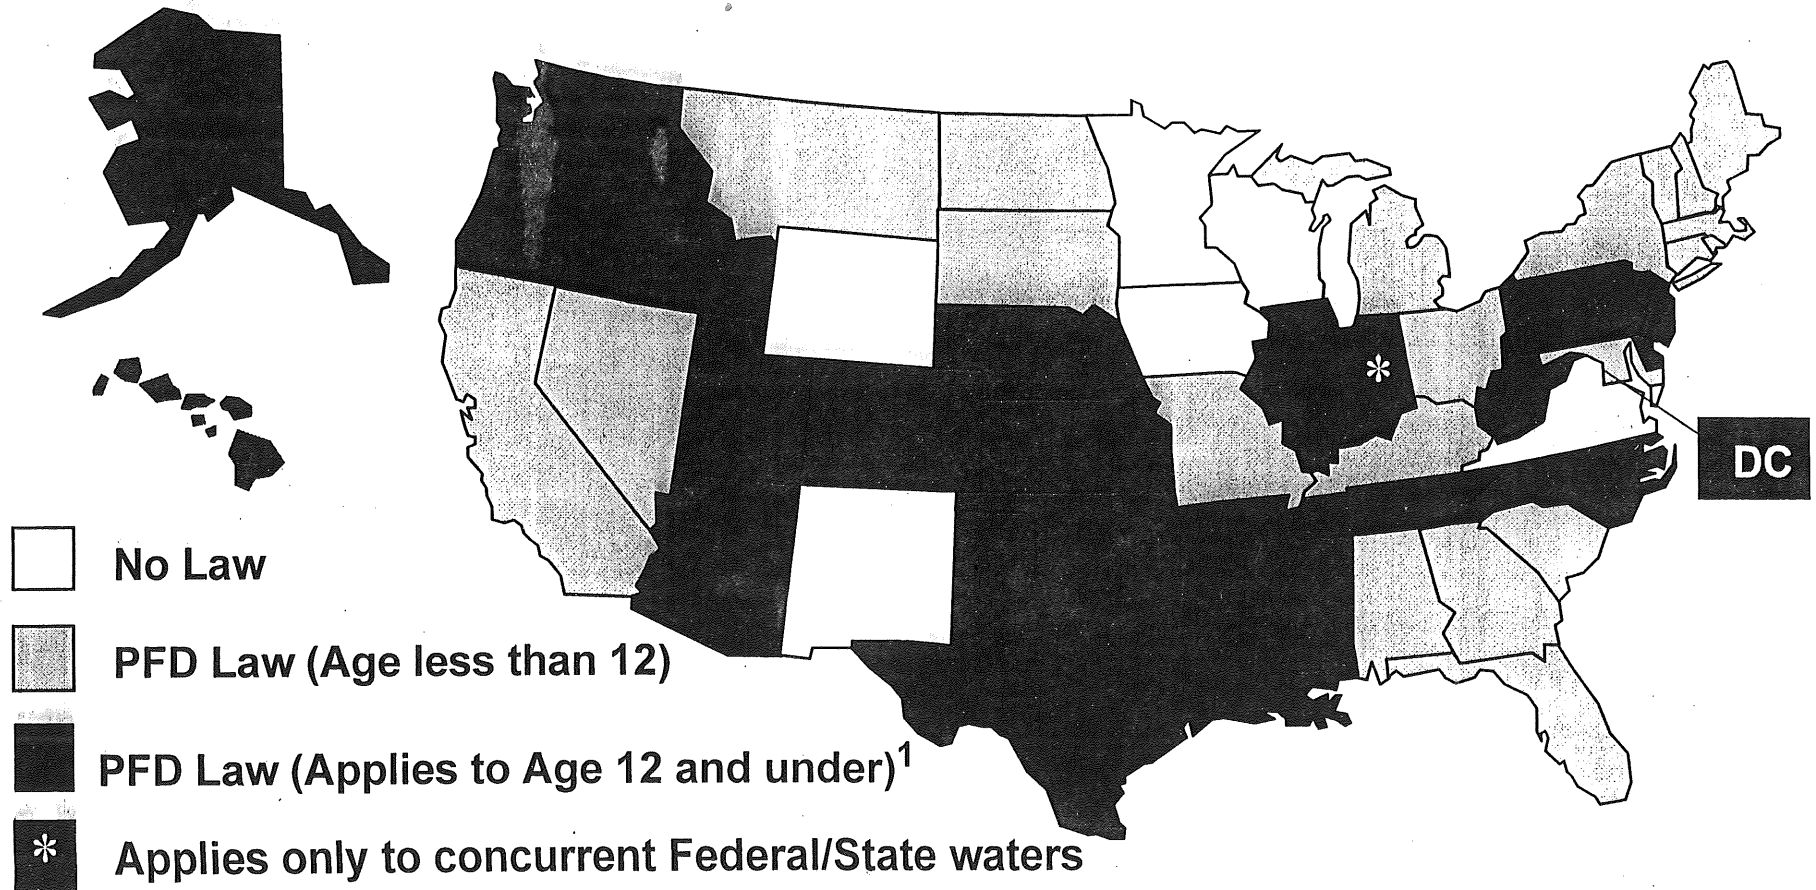 DC
No Law
PFD Law (Age less than 12)
PFD Law (Applies to Age 12 and under)¹
* Applies only to concurrent Federal/State waters
*